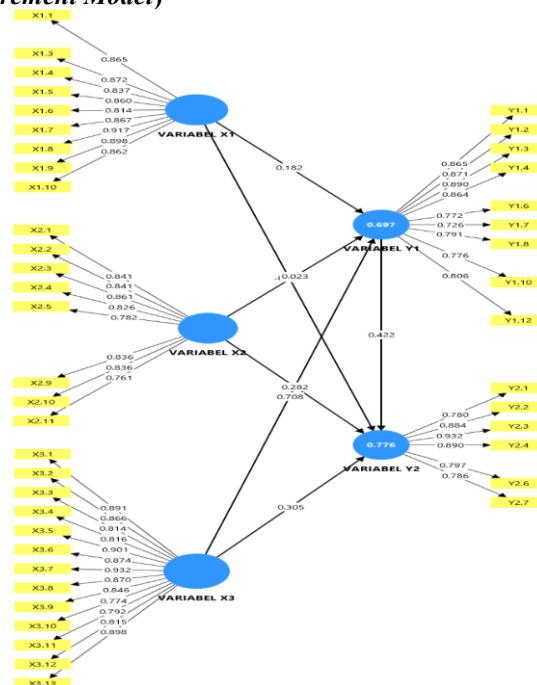 rement Model)
X1.1
X1.3
X1.4
X1.5
X1.6
X1.7
X1.8
X1.9
X1.10
0.865
0.872
0.837
0.860
0.814
0.867
0.917
0.898
0.862
VARIABEL X1
X2.1
X2.2
X2.3
X2.4
X2.5
X2.9
X2.10
X2.11
0.841
0.841
0.861
0.826
0.782
0.836
0.836
0.761
VARIABEL X2
X3.1
X3.2
X3.3
X3.4
X3.5
X3.6
X3.7
X3.8
X3.9
X3.10
X3.11
X3.12
X3.13
0.891
0.866
0.814
0.816
0.901
0.874
0.932
0.870
0.846
0.774
0.792
0.815
0.898
VARIABEL X3
0.182
0.023
0.282
0.708
0.305
0.422
0.697
VARIABEL Y1
0.865
0.871
0.890
0.864
0.772
0.726
0.791
0.776
0.806
Y1.1
Y1.2
Y1.3
Y1.4
Y1.6
Y1.7
Y1.8
Y1.10
Y1.12
0.776
VARIABEL Y2
0.780
0.884
0.932
0.890
0.797
0.786
Y2.1
Y2.2
Y2.3
Y2.4
Y2.6
Y2.7